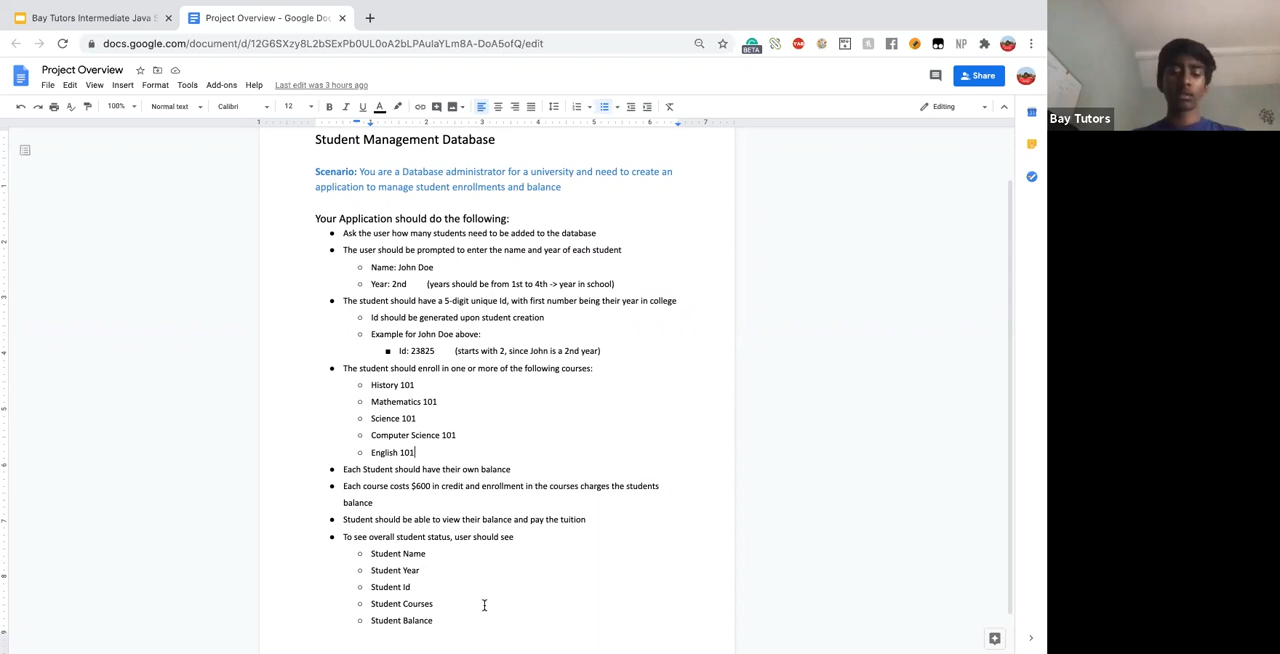 Bay Tutors Intermediate Java S
Project Overview - Google Doc
docs.google.com/document/d/12G6SXzy8L2bSExPb0UL0oA2bLPAulaYLm8A-DoA5ofQ/edit
BETA
NP
Project Overview
File Edit View Insert Format Tools Add-ons Help Last edit was 3 hours ago
Share
100% Normal text Calibri 12 B I U A Editing
1 1 2 3 4 5 6 7
Bay Tutors
Student Management Database
Scenario: You are a Database administrator for a university and need to create an
application to manage student enrollments and balance
Your Application should do the following:
● Ask the user how many students need to be added to the database
● The user should be prompted to enter the name and year of each student
○ Name: John Doe
○ Year: 2nd (years should be from 1st to 4th -> year in school)
● The student should have a 5-digit unique Id, with first number being their year in college
○ Id should be generated upon student creation
○ Example for John Doe above:
■ Id: 23825 (starts with 2, since John is a 2nd year)
● The student should enroll in one or more of the following courses:
○ History 101
○ Mathematics 101
○ Science 101
○ Computer Science 101
○ English 101
● Each Student should have their own balance
● Each course costs $600 in credit and enrollment in the courses charges the students
balance
● Student should be able to view their balance and pay the tuition
● To see overall student status, user should see
○ Student Name
○ Student Year
○ Student Id
○ Student Courses
○ Student Balance